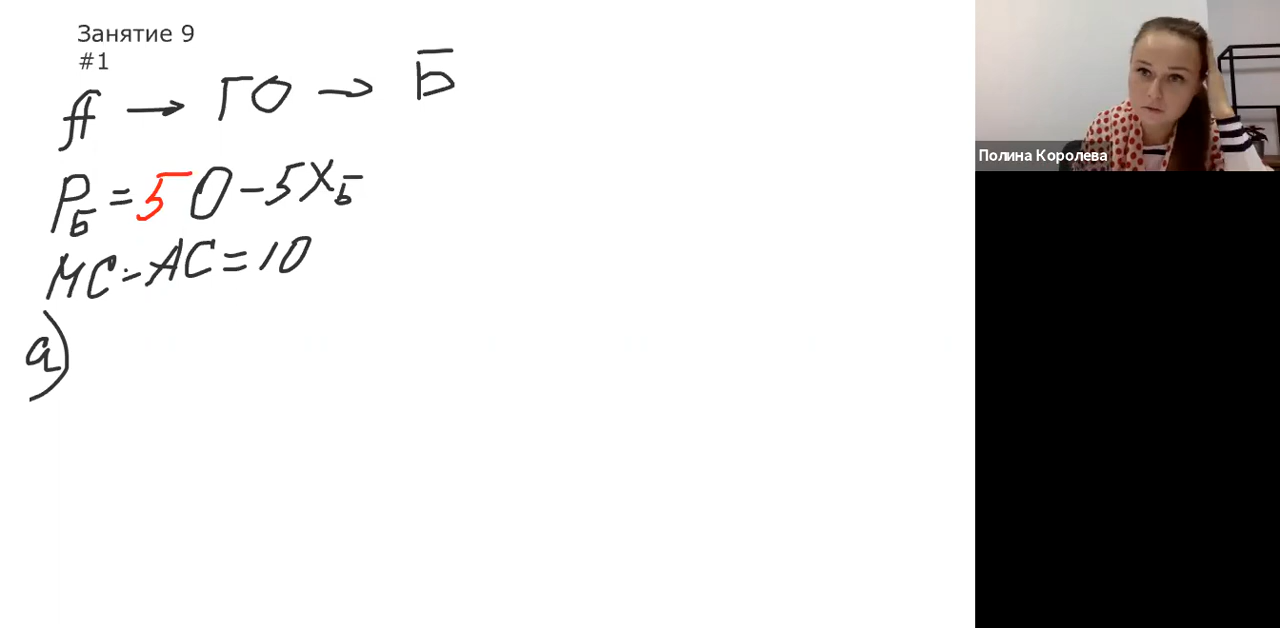 Занятие 9
#1
А → ГО → Б
P_Б = 50 - 5X_Б
MC = AC = 10
а)
Полина Королева